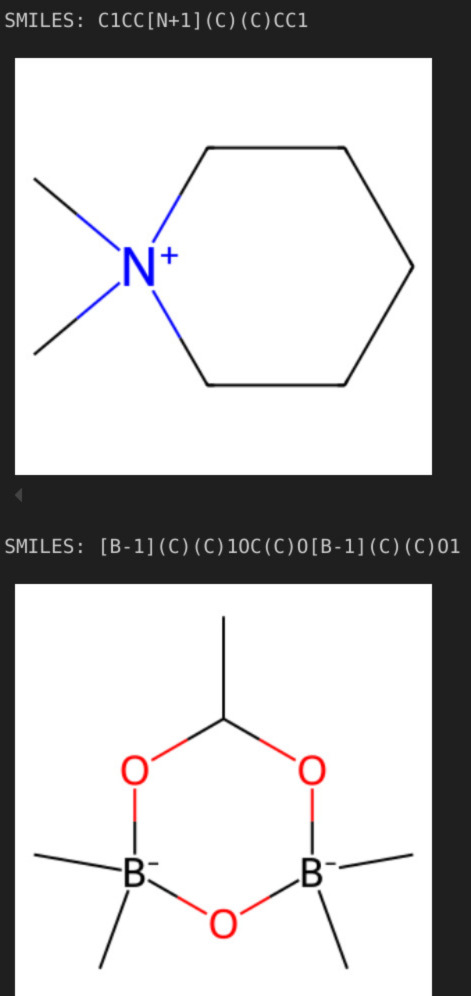 SMILES: C1CC[N+1](C)(C)CC1
N+
SMILES: [B-1](C)(C)1OC(C)O[B-1](C)(C)O1
O O
B- B-
O